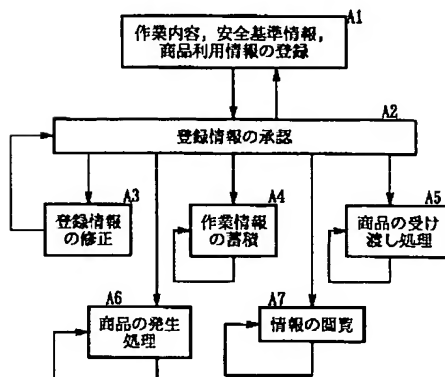 A1
作業内容,安全基準情報,
商品利用情報の登録
A2
登録情報の承認
A3
登録情報
の修正
A4
作業情報
の蓄積
A5
商品の受け
渡し処理
A6
商品の発生
処理
A7
情報の閲覧